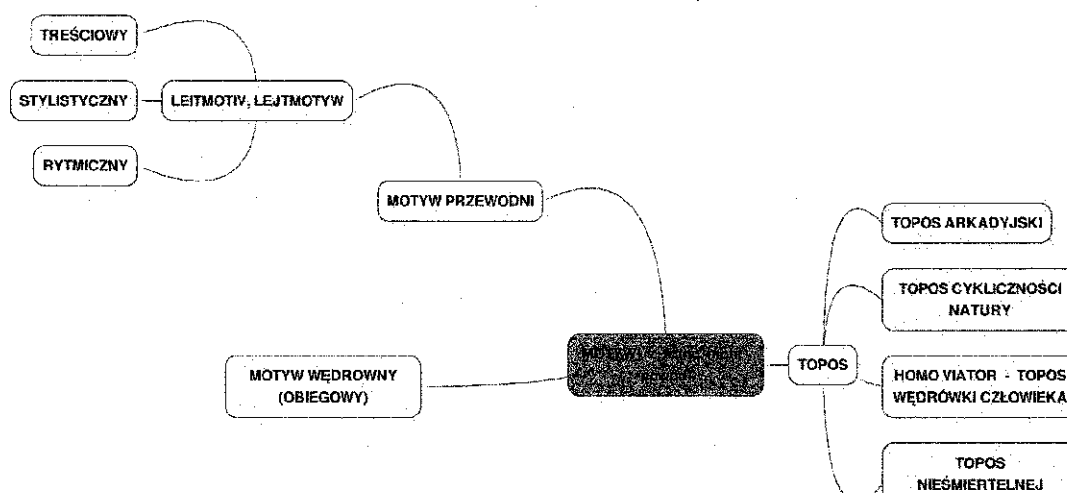 TREŚCIOWY
STYLISTYCZNY
LEITMOTIV, LEJTMOTYW
RYTMICZNY
MOTYW PRZEWODNI
TOPOS ARKADYJSKI
TOPOS CYKLICZNOŚCI
NATURY
TOPOS
HOMO VIATOR - TOPOS
WĘDRÓWKI CZŁOWIEKA
MOTYW WĘDROWNY
(OBIEGOWY)
TOPOS
NIEŚMIERTELNEJ